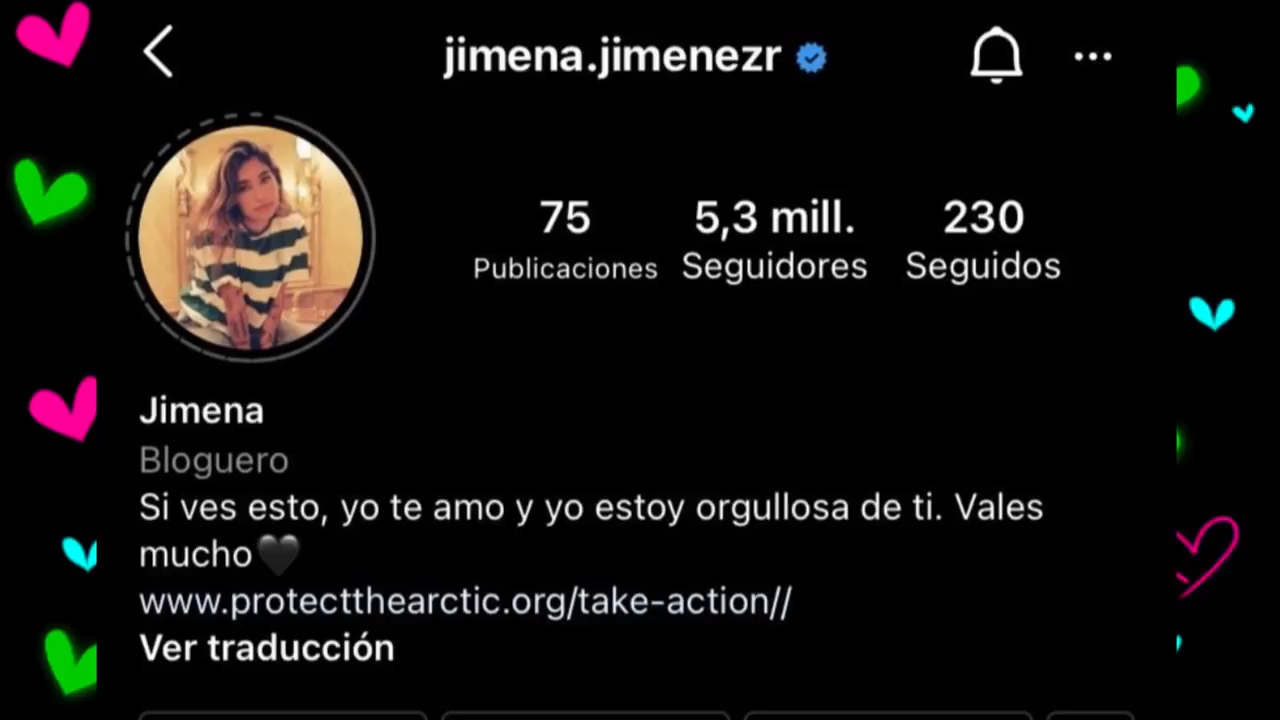 jimena.jimenezr
75 5,3 mill. 230
Publicaciones Seguidores Seguidos
Jimena
Bloguero
Si ves esto, yo te amo y yo estoy orgullosa de ti. Vales
mucho🖤
www.protectthearctic.org/take-action//
Ver traducción